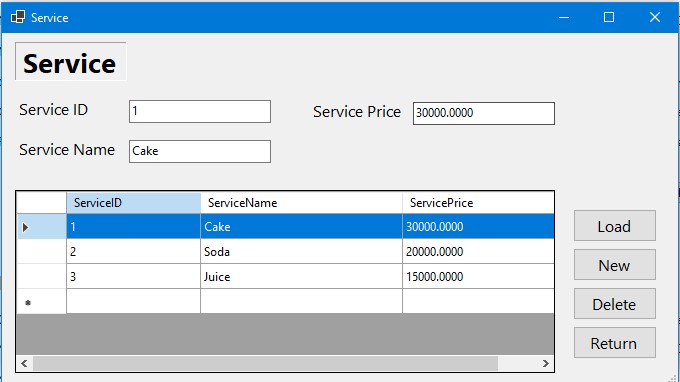 Service
Service
Service ID 1 Service Price 30000.0000
Service Name Cake
ServiceID ServiceName ServicePrice
1 Cake 30000.0000
2 Soda 20000.0000
3 Juice 15000.0000
Load
New
Delete
Return